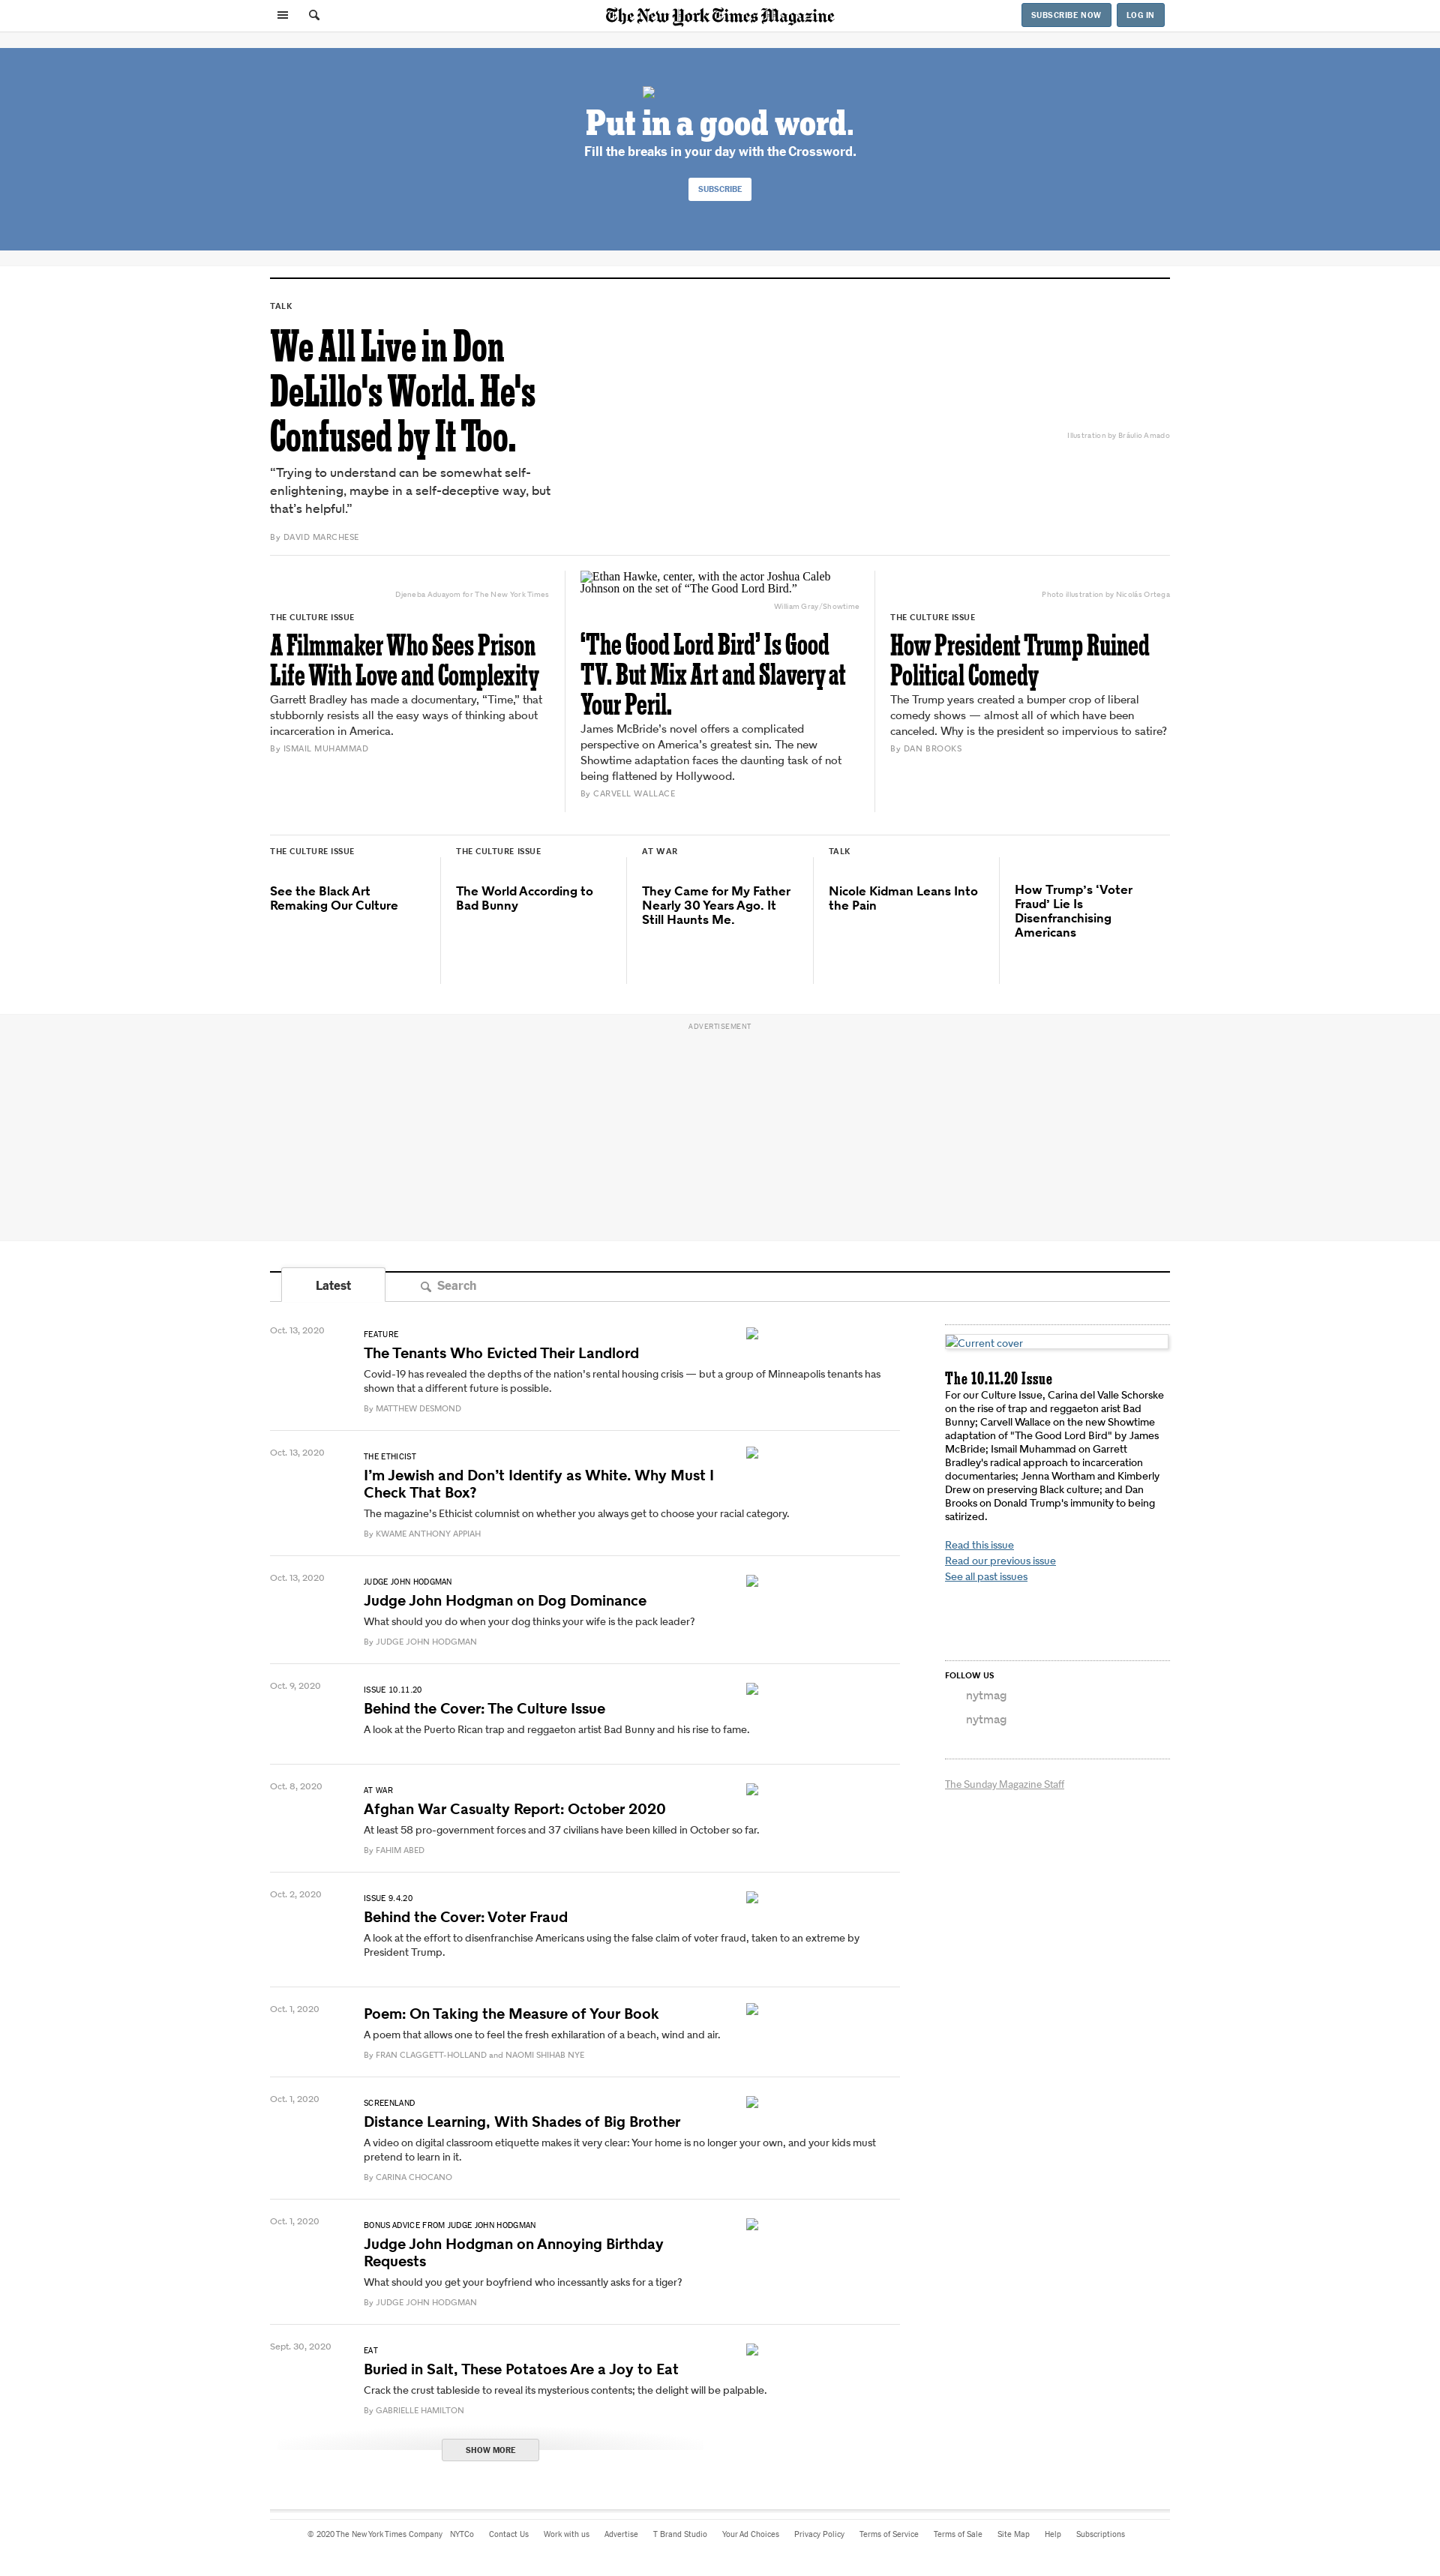 The New York Times Magazine
SUBSCRIBE NOW
LOG IN
Put in a good word.
Fill the breaks in your day with the Crossword.
SUBSCRIBE
TALK
We All Live in Don
DeLillo's World. He's
Confused by It Too.
“Trying to understand can be somewhat self-
enlightening, maybe in a self-deceptive way, but
that’s helpful.”
By DAVID MARCHESE
Illustration by Bráulio Amado
Djeneba Aduayom for The New York Times
THE CULTURE ISSUE
A Filmmaker Who Sees Prison
Life With Love and Complexity
Garrett Bradley has made a documentary, “Time,” that
stubbornly resists all the easy ways of thinking about
incarceration in America.
By ISMAIL MUHAMMAD
Ethan Hawke, center, with the actor Joshua Caleb
Johnson on the set of “The Good Lord Bird.”
William Gray/Showtime
‘The Good Lord Bird’ Is Good
TV. But Mix Art and Slavery at
Your Peril.
James McBride’s novel offers a complicated
perspective on America’s greatest sin. The new
Showtime adaptation faces the daunting task of not
being flattened by Hollywood.
By CARVELL WALLACE
Photo illustration by Nicolás Ortega
THE CULTURE ISSUE
How President Trump Ruined
Political Comedy
The Trump years created a bumper crop of liberal
comedy shows — almost all of which have been
canceled. Why is the president so impervious to satire?
By DAN BROOKS
THE CULTURE ISSUE
See the Black Art
Remaking Our Culture
THE CULTURE ISSUE
The World According to
Bad Bunny
AT WAR
They Came for My Father
Nearly 30 Years Ago. It
Still Haunts Me.
TALK
Nicole Kidman Leans Into
the Pain
How Trump’s ‘Voter
Fraud’ Lie Is
Disenfranchising
Americans
ADVERTISEMENT
Latest
Search
Oct. 13, 2020
FEATURE
The Tenants Who Evicted Their Landlord
Covid-19 has revealed the depths of the nation’s rental housing crisis — but a group of Minneapolis tenants has
shown that a different future is possible.
By MATTHEW DESMOND
Oct. 13, 2020
THE ETHICIST
I’m Jewish and Don’t Identify as White. Why Must I
Check That Box?
The magazine’s Ethicist columnist on whether you always get to choose your racial category.
By KWAME ANTHONY APPIAH
Oct. 13, 2020
JUDGE JOHN HODGMAN
Judge John Hodgman on Dog Dominance
What should you do when your dog thinks your wife is the pack leader?
By JUDGE JOHN HODGMAN
Oct. 9, 2020
ISSUE 10.11.20
Behind the Cover: The Culture Issue
A look at the Puerto Rican trap and reggaeton artist Bad Bunny and his rise to fame.
Oct. 8, 2020
AT WAR
Afghan War Casualty Report: October 2020
At least 58 pro-government forces and 37 civilians have been killed in October so far.
By FAHIM ABED
Oct. 2, 2020
ISSUE 9.4.20
Behind the Cover: Voter Fraud
A look at the effort to disenfranchise Americans using the false claim of voter fraud, taken to an extreme by
President Trump.
Oct. 1, 2020
Poem: On Taking the Measure of Your Book
A poem that allows one to feel the fresh exhilaration of a beach, wind and air.
By FRAN CLAGGETT-HOLLAND and NAOMI SHIHAB NYE
Oct. 1, 2020
SCREENLAND
Distance Learning, With Shades of Big Brother
A video on digital classroom etiquette makes it very clear: Your home is no longer your own, and your kids must
pretend to learn in it.
By CARINA CHOCANO
Oct. 1, 2020
BONUS ADVICE FROM JUDGE JOHN HODGMAN
Judge John Hodgman on Annoying Birthday
Requests
What should you get your boyfriend who incessantly asks for a tiger?
By JUDGE JOHN HODGMAN
Sept. 30, 2020
EAT
Buried in Salt, These Potatoes Are a Joy to Eat
Crack the crust tableside to reveal its mysterious contents; the delight will be palpable.
By GABRIELLE HAMILTON
SHOW MORE
Current cover
The 10.11.20 Issue
For our Culture Issue, Carina del Valle Schorske
on the rise of trap and reggaeton arist Bad
Bunny; Carvell Wallace on the new Showtime
adaptation of "The Good Lord Bird" by James
McBride; Ismail Muhammad on Garrett
Bradley's radical approach to incarceration
documentaries; Jenna Wortham and Kimberly
Drew on preserving Black culture; and Dan
Brooks on Donald Trump's immunity to being
satirized.
Read this issue
Read our previous issue
See all past issues
FOLLOW US
nytmag
nytmag
The Sunday Magazine Staff
© 2020 The New York Times Company NYTCo Contact Us Work with us Advertise T Brand Studio Your Ad Choices Privacy Policy Terms of Service Terms of Sale Site Map Help Subscriptions